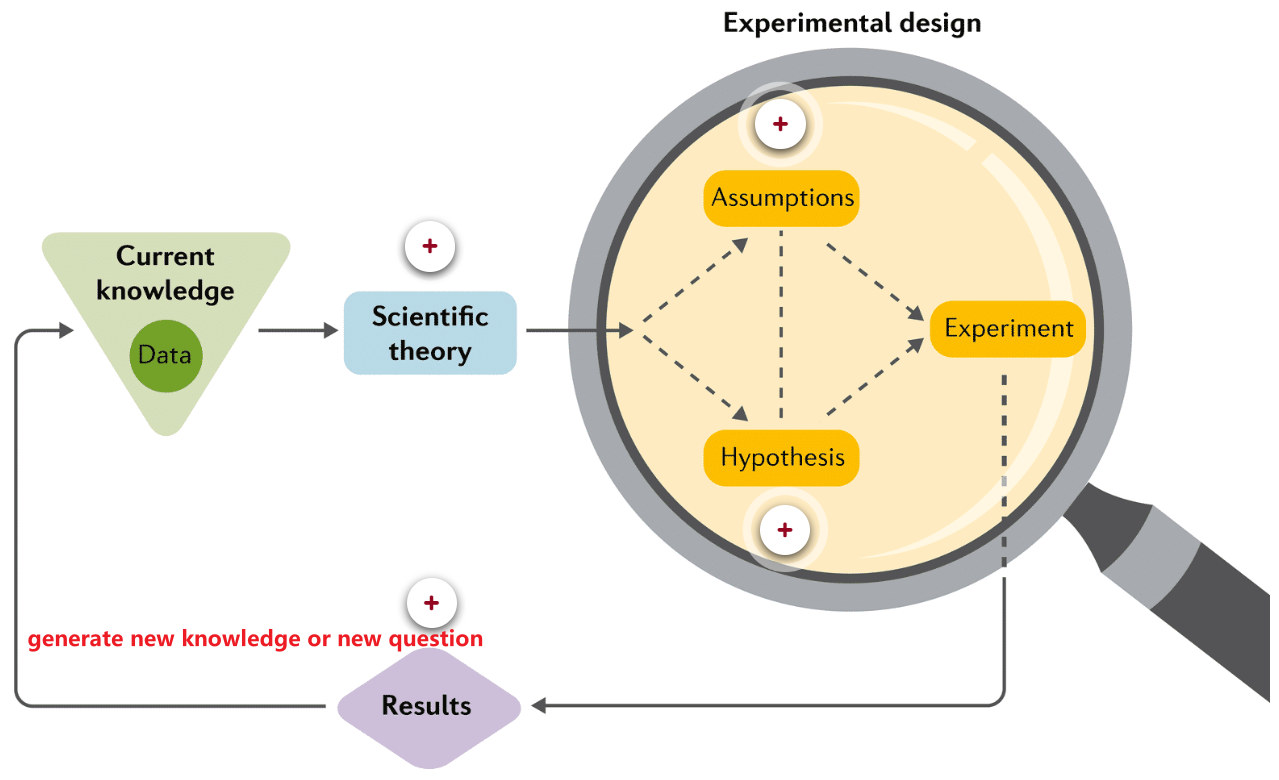 Experimental design
+
Assumptions
+
Current
knowledge
Data
Scientific
theory
Experiment
Hypothesis
+
+
generate new knowledge or new question
Results